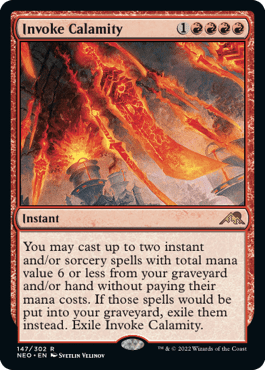 Invoke Calamity 1
Instant
You may cast up to two instant
and/or sorcery spells with total mana
value 6 or less from your graveyard
and/or hand without paying their
mana costs. If those spells would be
put into your graveyard, exile them
instead. Exile Invoke Calamity.
147/302 R
NEO • EN Svetlin Velinov ™ & © 2022 Wizards of the Coast